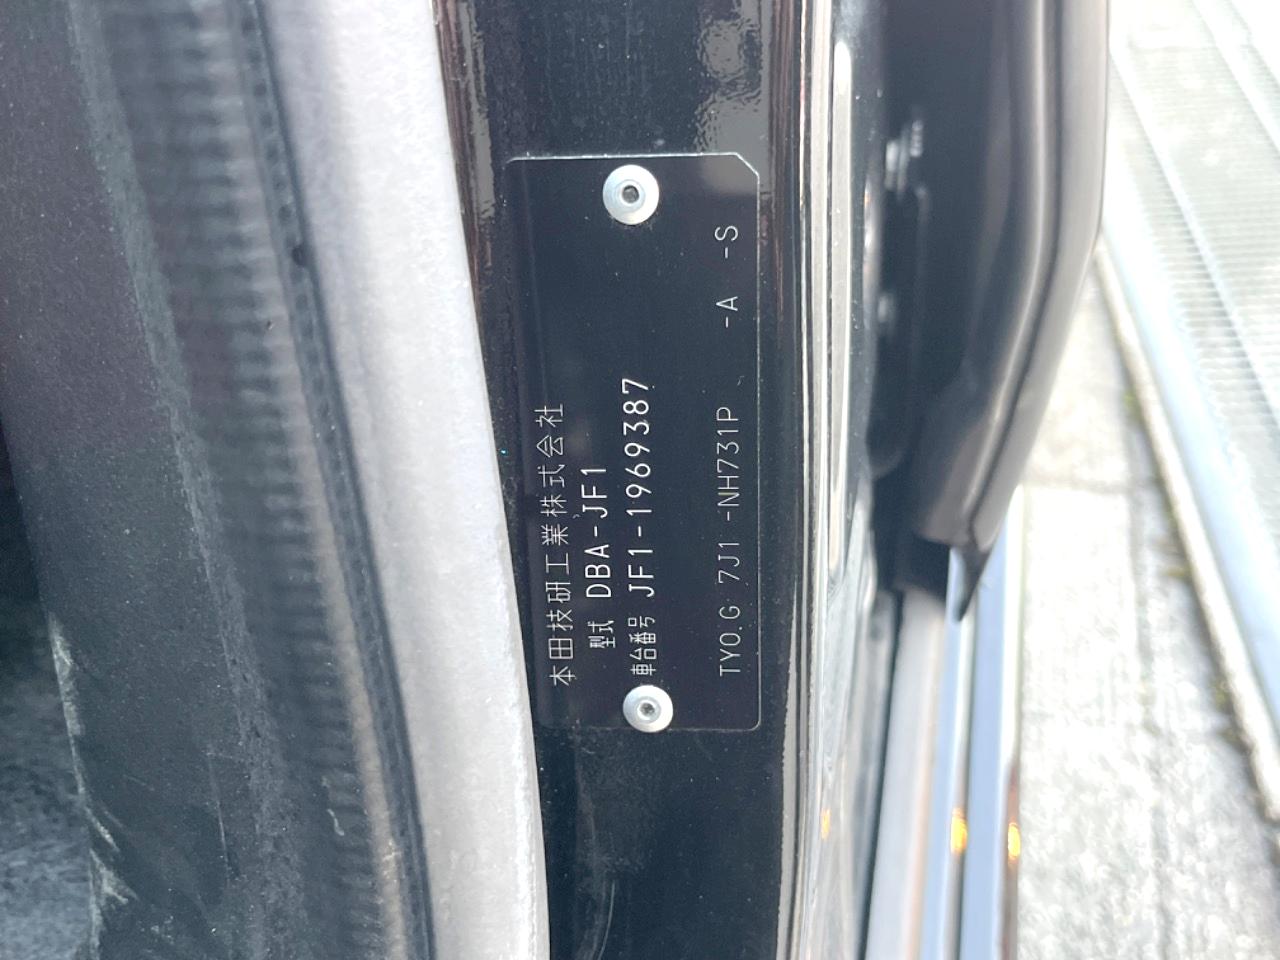 本田技研工業株式会社
型式 DBA-JF1
車台番号 JF1-1969387
TYO.G 7J1 -NH731P -A -S